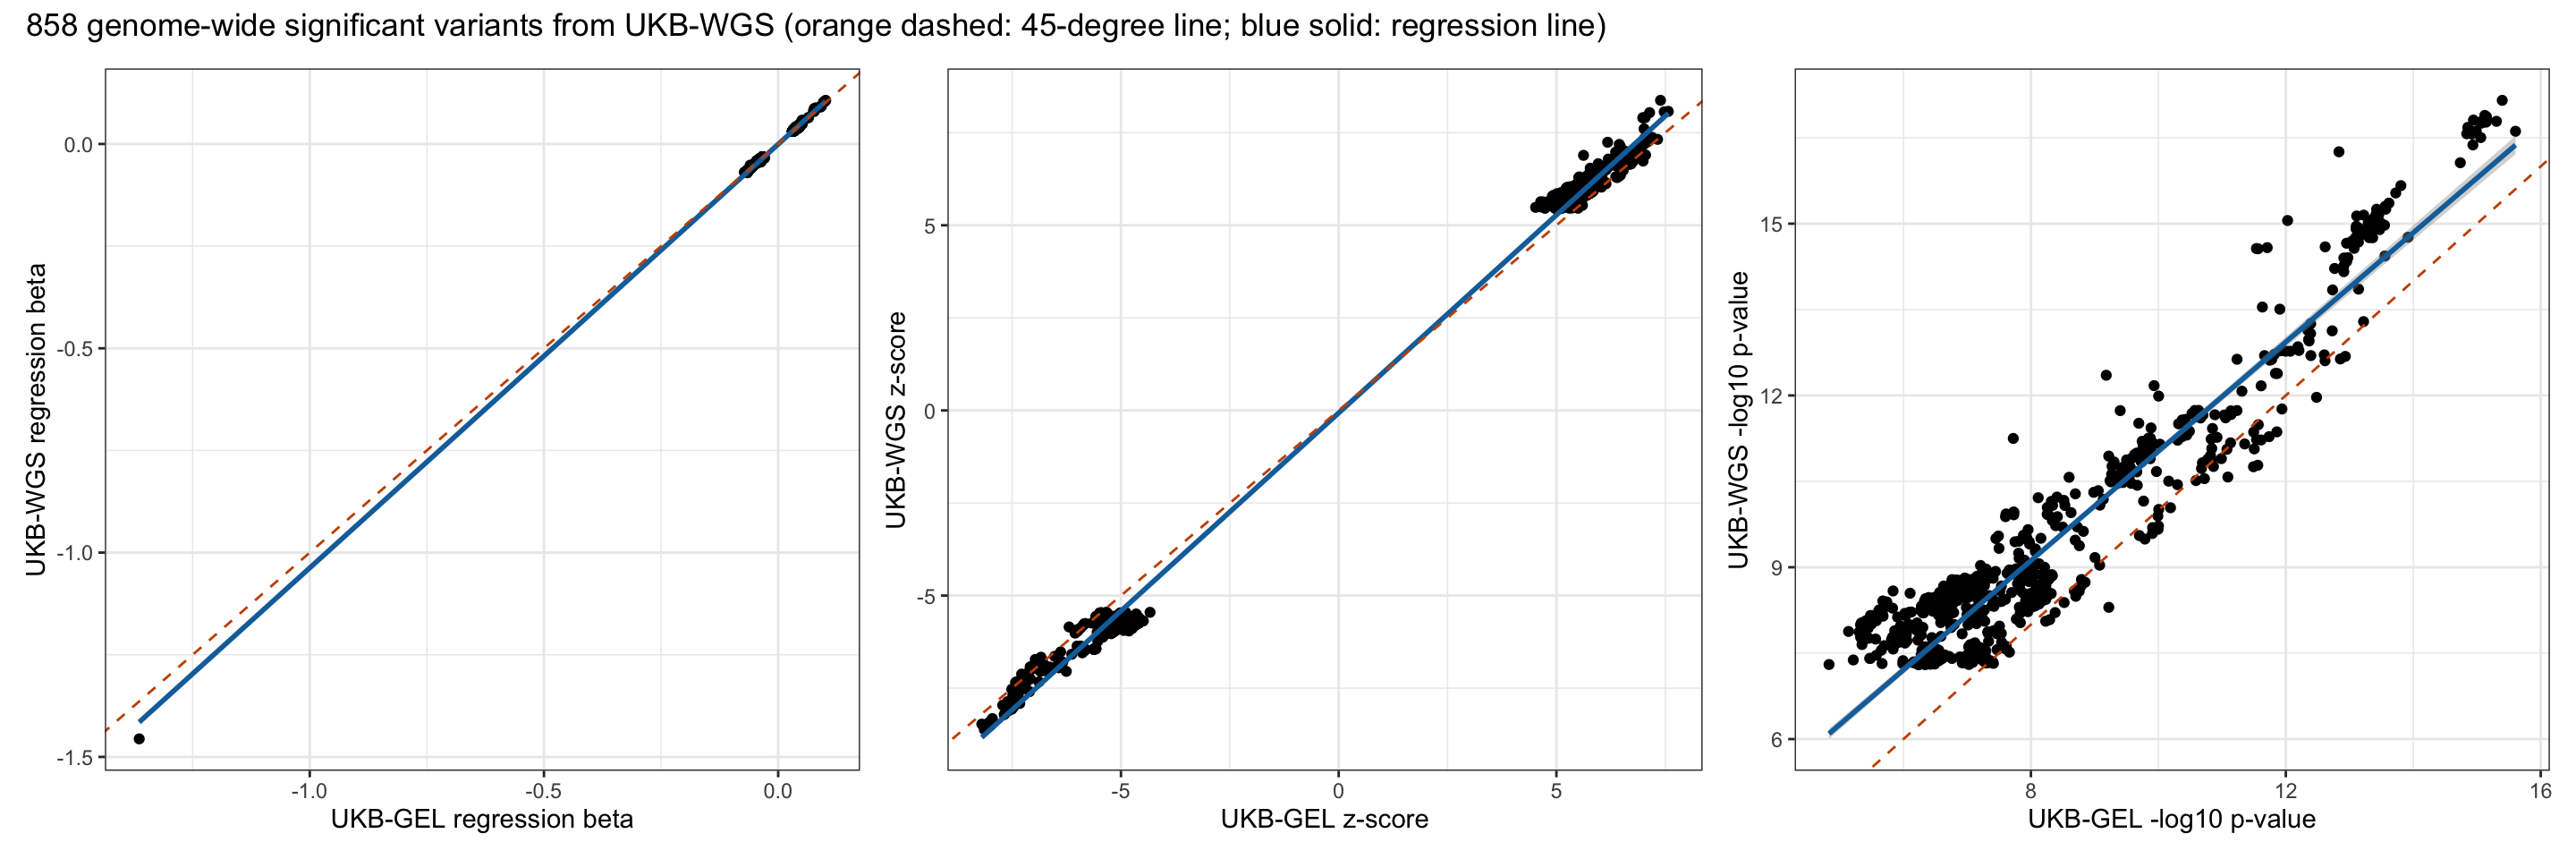 858 genome-wide significant variants from UKB-WGS (orange dashed: 45-degree line; blue solid: regression line)
UKB-WGS regression beta
0.0
-0.5
-1.0
-1.5
-1.0
-0.5
0.0
UKB-GEL regression beta
UKB-WGS z-score
5
0
-5
-5
0
5
UKB-GEL z-score
UKB-WGS -log10 p-value
15
12
9
6
8
12
16
UKB-GEL -log10 p-value